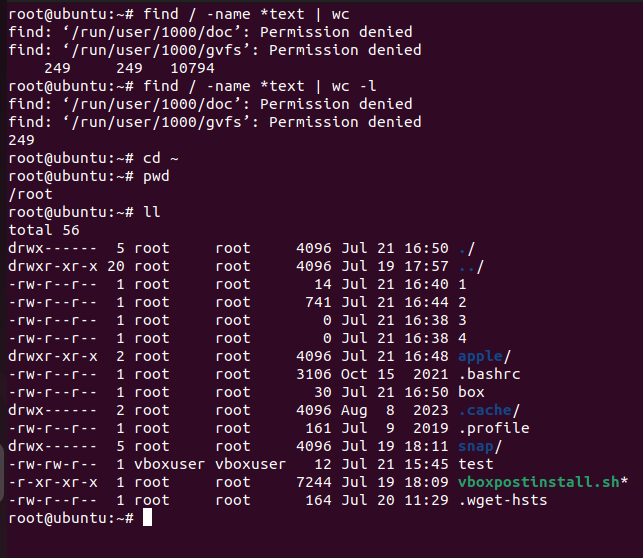 root@ubuntu:~# find / -name *text | wc
find: ‘/run/user/1000/doc’: Permission denied
find: ‘/run/user/1000/gvfs’: Permission denied
    249     249   10794
root@ubuntu:~# find / -name *text | wc -l
find: ‘/run/user/1000/doc’: Permission denied
find: ‘/run/user/1000/gvfs’: Permission denied
249
root@ubuntu:~# cd ~
root@ubuntu:~# pwd
/root
root@ubuntu:~# ll
total 56
drwx------  5 root     root     4096 Jul 21 16:50 ./
drwxr-xr-x 20 root     root     4096 Jul 19 17:57 ../
-rw-r--r--  1 root     root       14 Jul 21 16:40 1
-rw-r--r--  1 root     root      741 Jul 21 16:44 2
-rw-r--r--  1 root     root        0 Jul 21 16:38 3
-rw-r--r--  1 root     root        0 Jul 21 16:38 4
drwxr-xr-x  2 root     root     4096 Jul 21 16:48 apple/
-rw-r--r--  1 root     root     3106 Oct 15  2021 .bashrc
-rw-r--r--  1 root     root       30 Jul 21 16:50 box
drwx------  2 root     root     4096 Aug  8  2023 .cache/
-rw-r--r--  1 root     root      161 Jul  9  2019 .profile
drwx------  5 root     root     4096 Jul 19 18:11 snap/
-rw-rw-r--  1 vboxuser vboxuser   12 Jul 21 15:45 test
-r-xr-xr-x  1 root     root     7244 Jul 19 18:09 vboxpostinstall.sh*
-rw-r--r--  1 root     root      164 Jul 20 11:29 .wget-hsts
root@ubuntu:~#